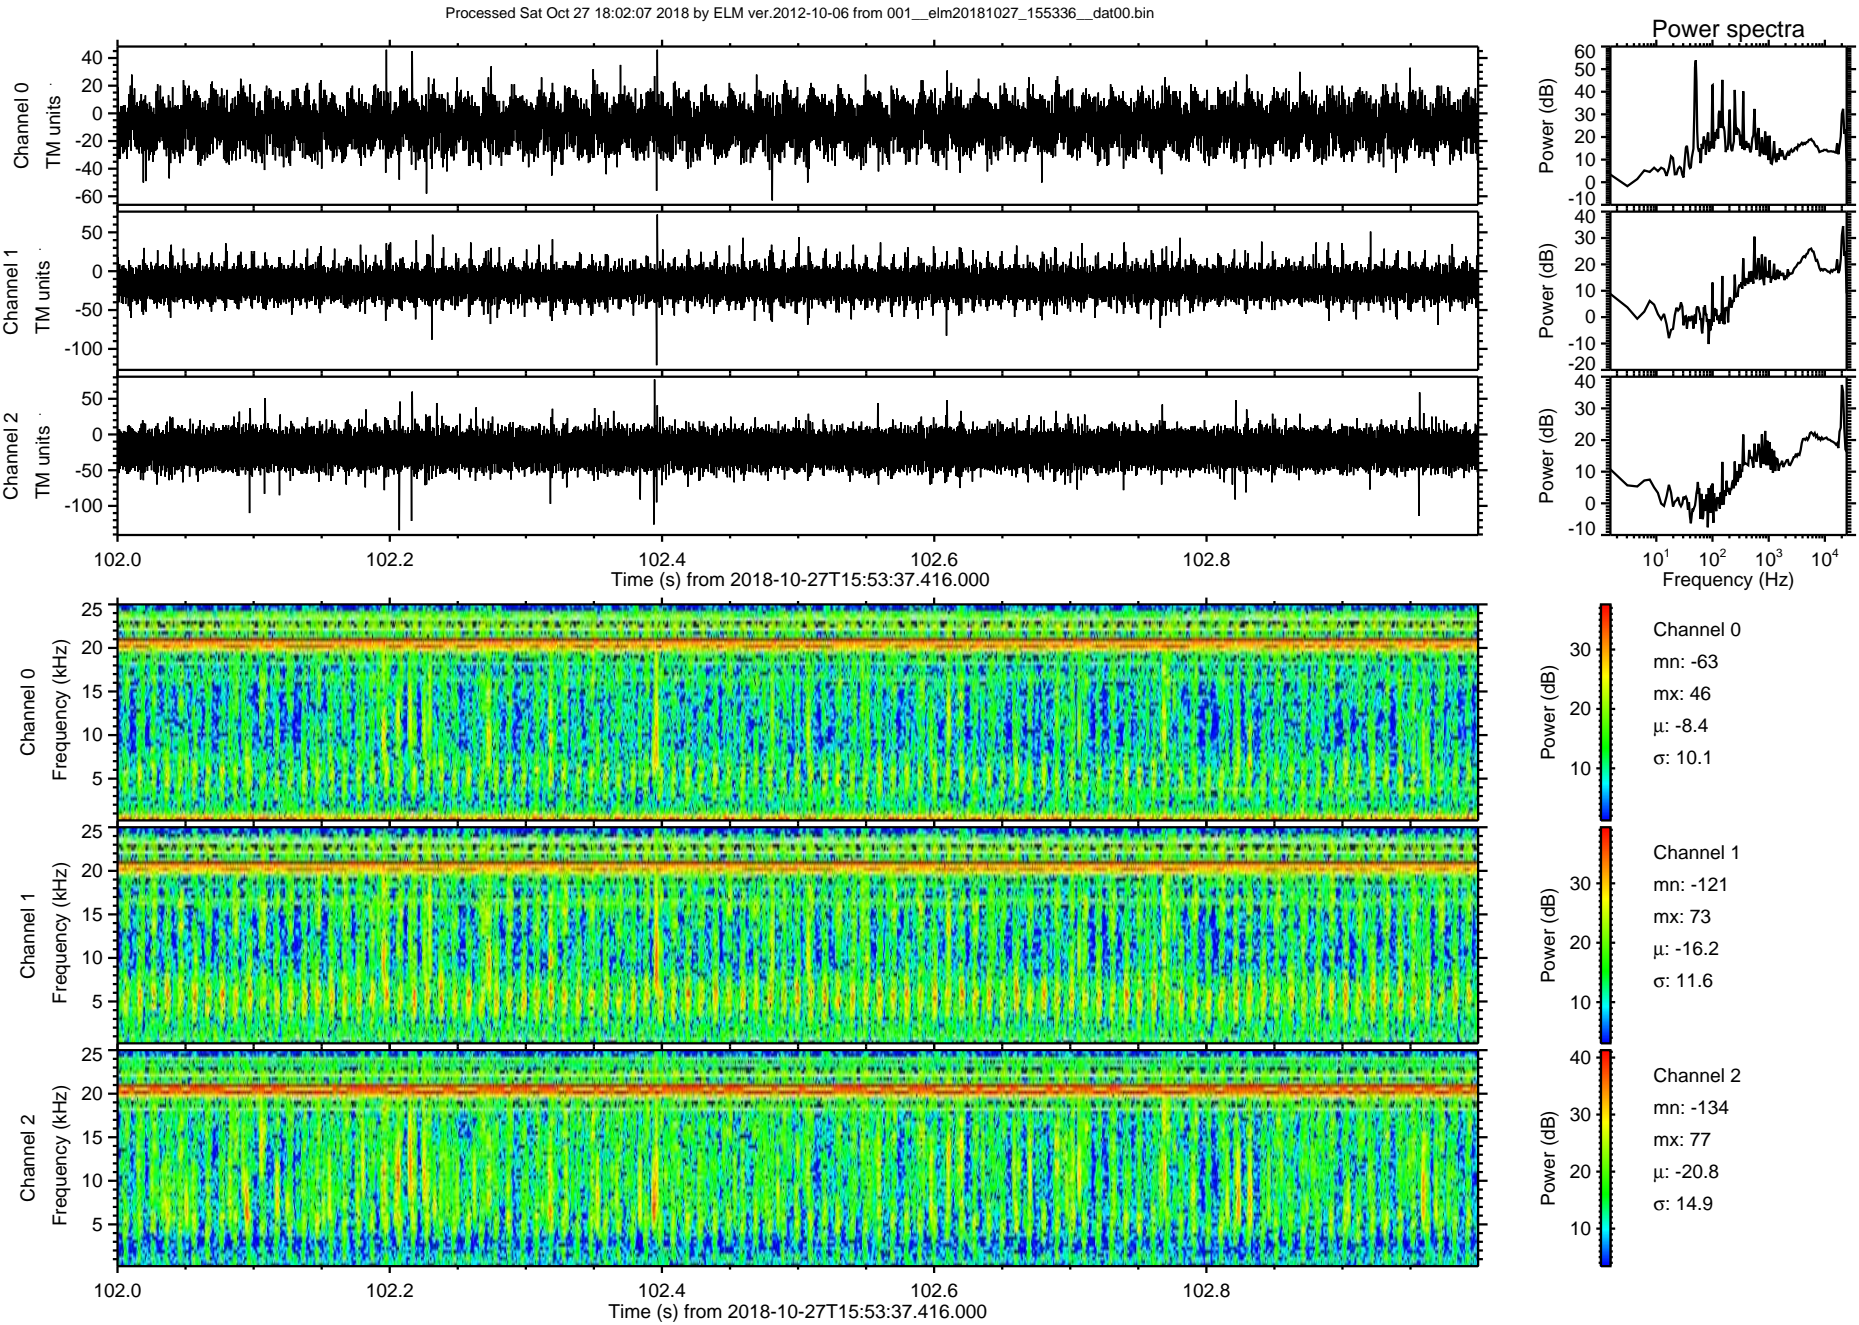 Processed Sat Oct 27 18:02:07 2018 by ELM ver.2012-10-06 from 001__elm20181027_155336__dat00.bin
Power spectra
Channel 0
TM units
40
20
0
-20
-40
-60
Power (dB)
60
50
40
30
20
10
0
-10
Channel 1
TM units
50
0
-50
-100
Power (dB)
40
30
20
10
0
-10
-20
Channel 2
TM units
50
0
-50
-100
Power (dB)
40
30
20
10
0
-10
102.0 102.2 102.4 102.6 102.8
Time (s) from 2018-10-27T15:53:37.416.000
10^1 10^2 10^3 10^4
Frequency (Hz)
Channel 0
Frequency (kHz)
25
20
15
10
5
Power (dB)
30
20
10
Channel 0
mn: -63
mx: 46
μ: -8.4
σ: 10.1
Channel 1
Frequency (kHz)
25
20
15
10
5
Power (dB)
30
20
10
Channel 1
mn: -121
mx: 73
μ: -16.2
σ: 11.6
Channel 2
Frequency (kHz)
25
20
15
10
5
Power (dB)
40
30
20
10
Channel 2
mn: -134
mx: 77
μ: -20.8
σ: 14.9
102.0 102.2 102.4 102.6 102.8
Time (s) from 2018-10-27T15:53:37.416.000